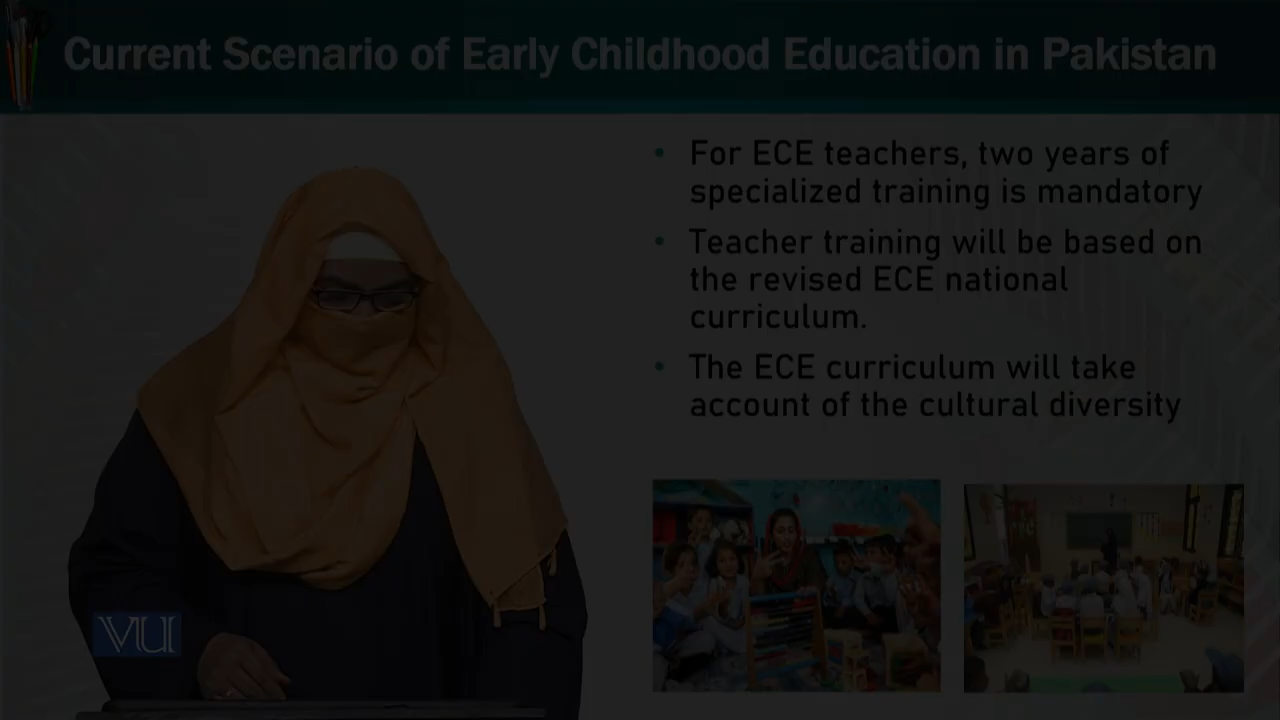 Current Scenario of Early Childhood Education in Pakistan
• For ECE teachers, two years of
specialized training is mandatory
• Teacher training will be based on
the revised ECE national
curriculum.
• The ECE curriculum will take
account of the cultural diversity
VU